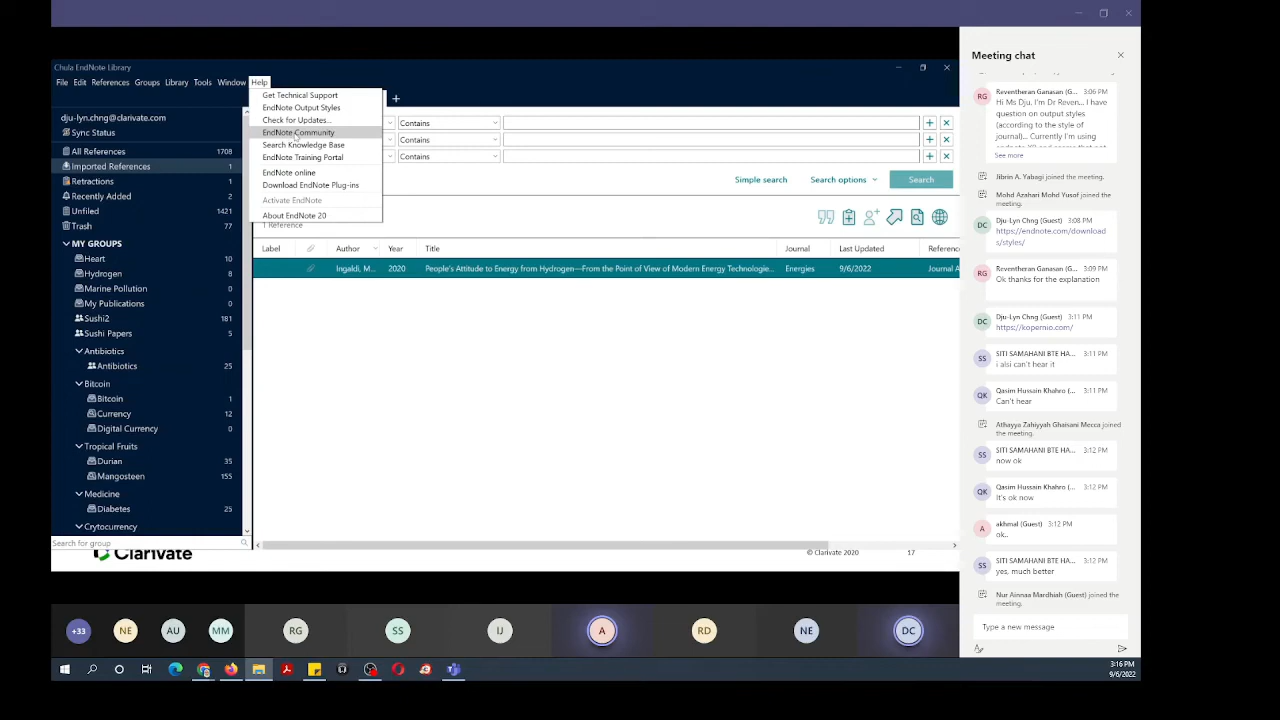 Chula EndNote Library
File Edit References Groups Library Tools Window Help
dju-lyn.chng@clarivate.com
Sync Status
All References 1708
Imported References 1
Retractions 1
Recently Added 2
Unfiled 1421
Trash 77
MY GROUPS
Heart 10
Hydrogen 8
Marine Pollution 0
My Publications 0
Sushi2 181
Sushi Papers 5
Antibiotics
Antibiotics 25
Bitcoin
Bitcoin 1
Currency 12
Digital Currency 0
Tropical Fruits
Durian 35
Mangosteen 155
Medicine
Diabetes 25
Crytocurrency
Search for group
Get Technical Support
EndNote Output Styles
Check for Updates...
EndNote Community
Search Knowledge Base
EndNote Training Portal
EndNote online
Download EndNote Plug-ins
Activate EndNote
About EndNote 20
Contains
Contains
Contains
Simple search Search options Search
1 Reference
Label Author Year Title Journal Last Updated Reference
Ingaldi, M... 2020 People's Attitude to Energy from Hydrogen—From the Point of View of Modern Energy Technologie... Energies 9/6/2022 Journal A
Clarivate
© Clarivate 2020 17
Meeting chat
Reventheran Ganasan (G... 3:06 PM
Hi Ms Dju. I'm Dr Reven... I have
question on output styles
(according to the style of
journal)... Currently I'm using
See more
Jibrin A. Yabagi joined the meeting.
Mohd Azahari Mohd Yusof joined the
meeting.
Dju-Lyn Chng (Guest) 3:08 PM
https://endnote.com/download
s/styles/
Reventheran Ganasan (G... 3:09 PM
Ok thanks for the explanation
Dju-Lyn Chng (Guest) 3:11 PM
https://kopernio.com/
SITI SAMAHANI BTE HA... 3:11 PM
i alsi can't hear it
Qasim Hussain Khahro (... 3:11 PM
Can't hear
Athayya Zahiyyah Ghaisani Mecca joined
the meeting.
SITI SAMAHANI BTE HA... 3:12 PM
now ok
Qasim Hussain Khahro (... 3:12 PM
It's ok now
akhmal (Guest) 3:12 PM
ok..
SITI SAMAHANI BTE HA... 3:12 PM
yes, much better
Nur Ainnaa Mardhiah (Guest) joined the
meeting.
Type a new message
RG
DC
RG
DC
SS
QK
SS
QK
A
SS
+33 NE AU MM RG SS IJ A RD NE DC
3:16 PM
9/6/2022